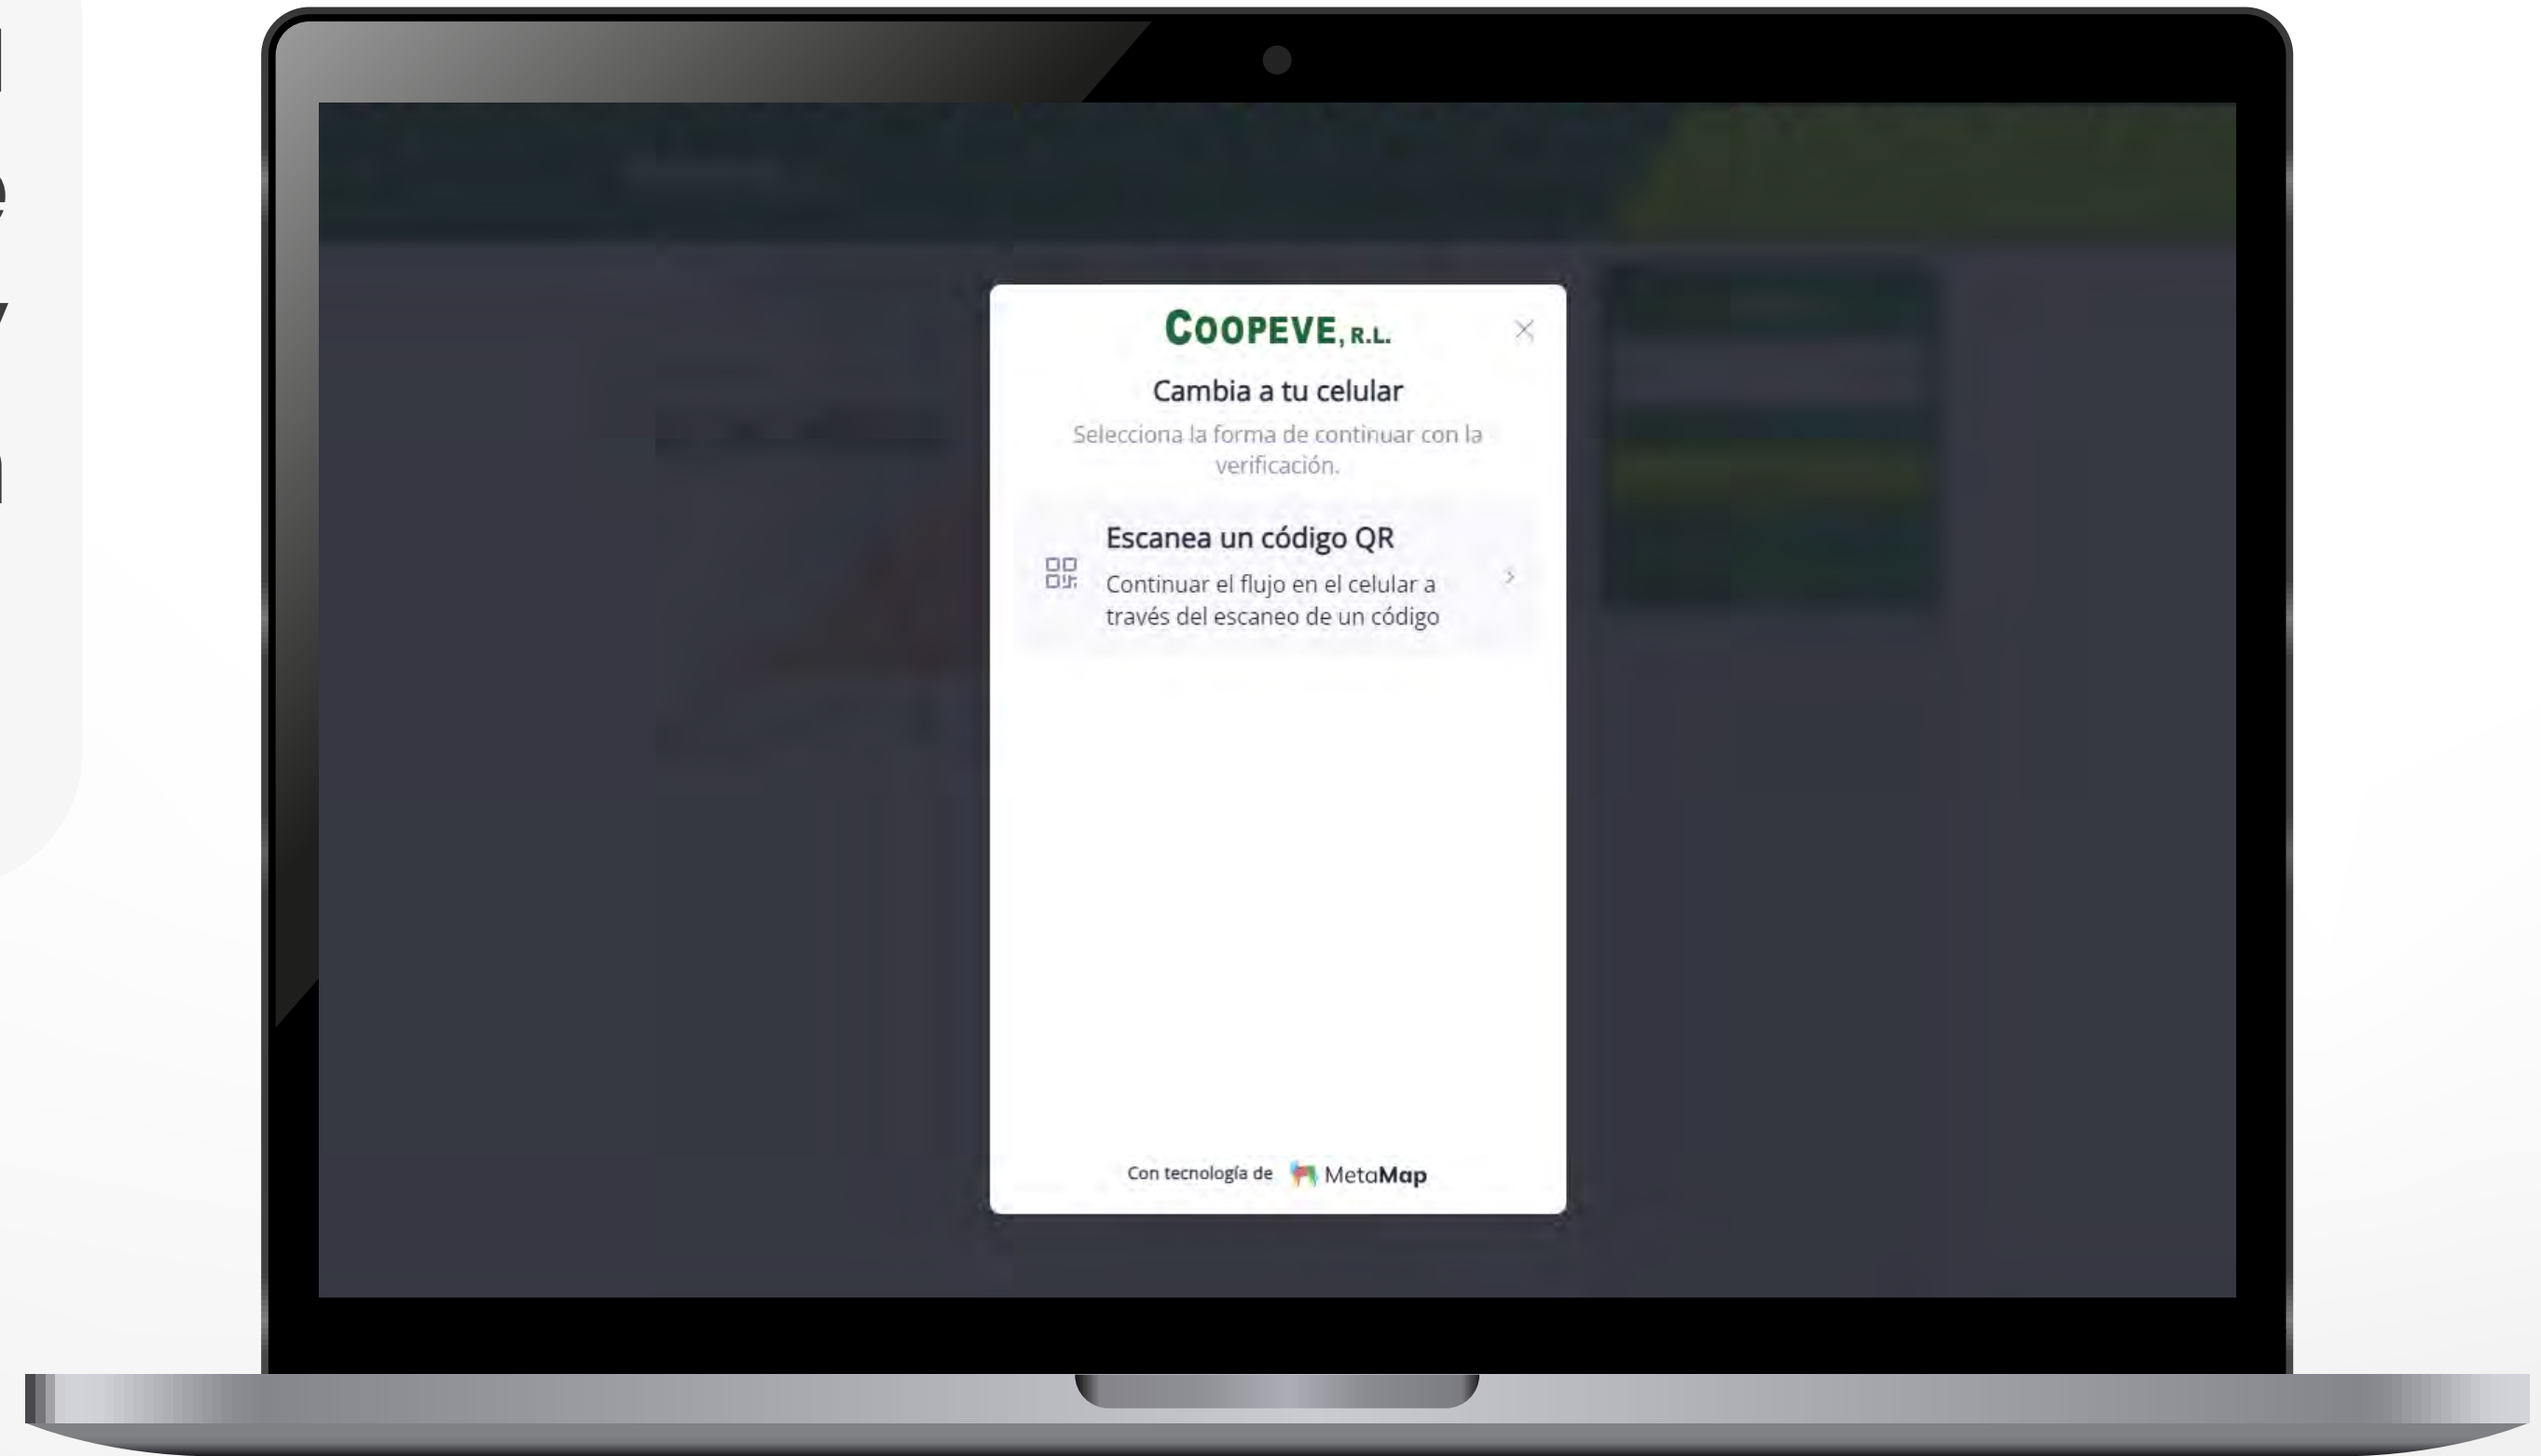 COOPEVE, R.L.
Cambia a tu celular
Selecciona la forma de continuar con la
verificación.
Escanea un código QR
Continuar el flujo en el celular a
través del escaneo de un código
Con tecnología de MetaMap